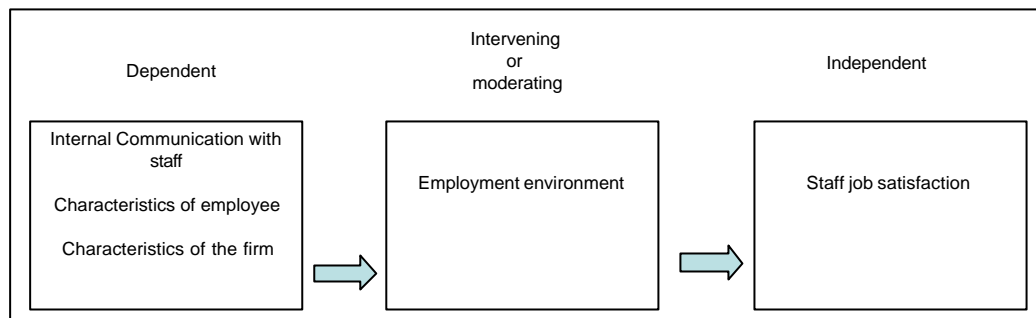 Dependent
Intervening
or
moderating
Independent
Internal Communication with
staff
Characteristics of employee
Characteristics of the firm
Employment environment
Staff job satisfaction